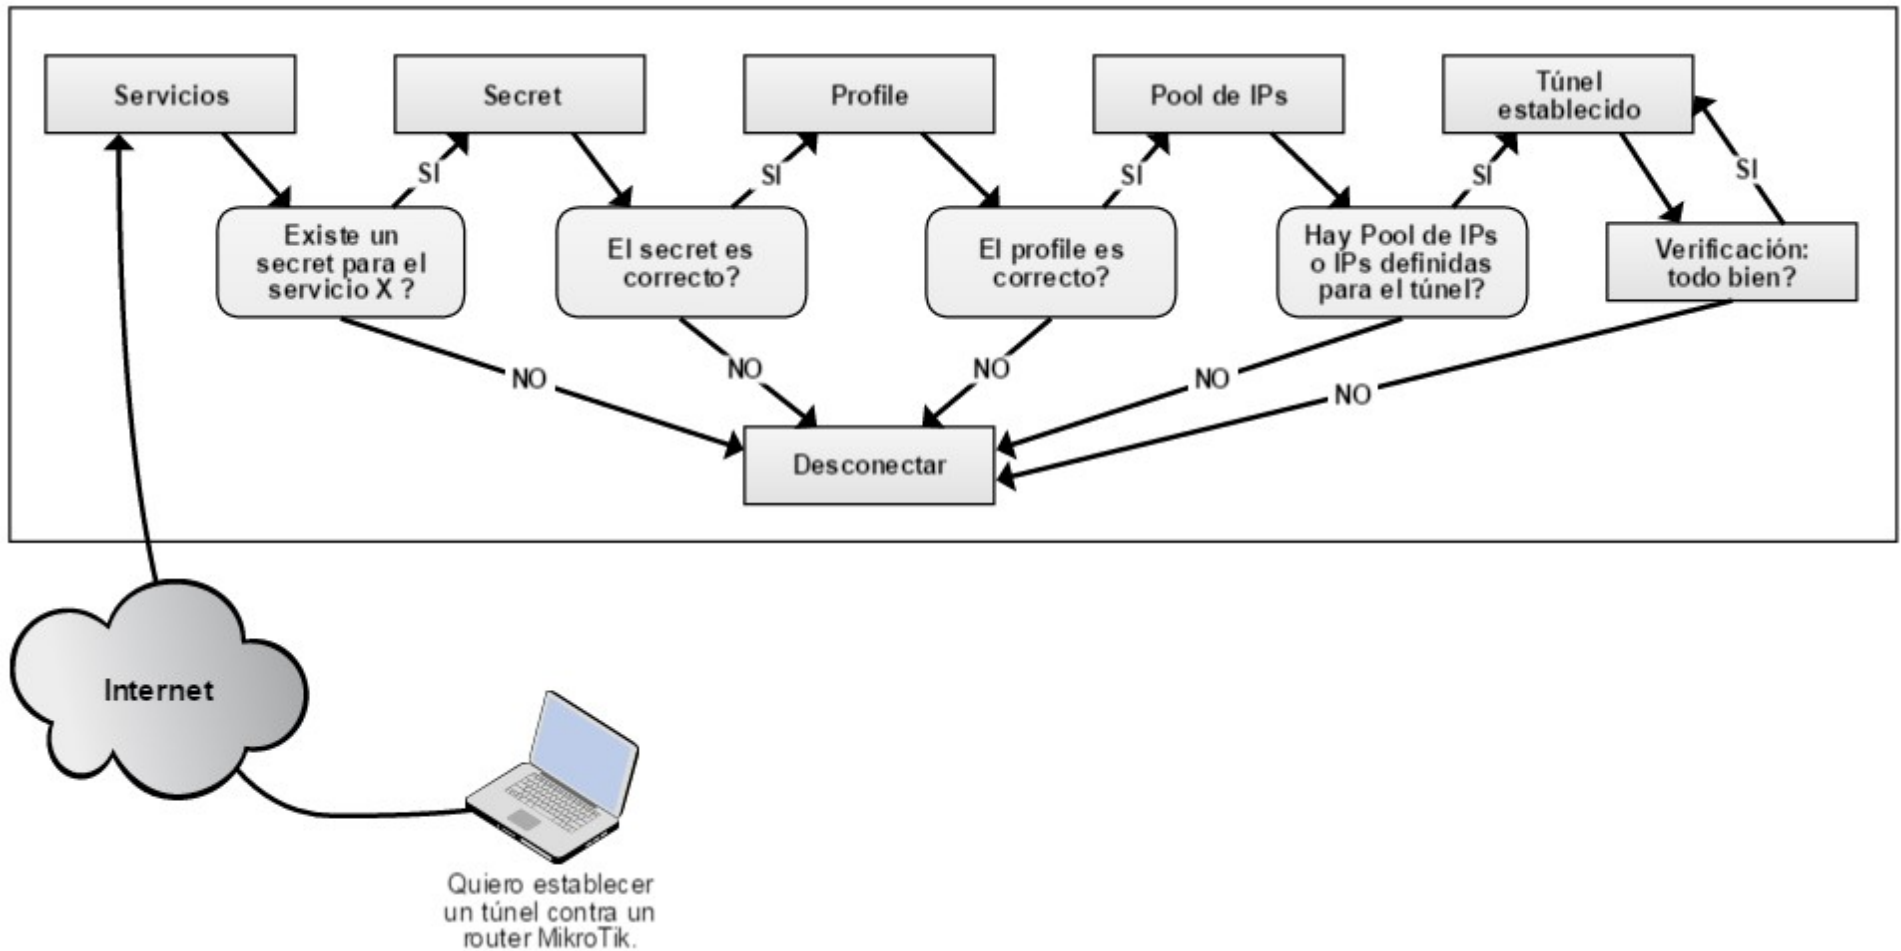 Servicios
Secret
Profile
Pool de IPs
Túnel
establecido
SI
SI
SI
SI
SI
Existe un
secret para el
servicio X ?
El secret es
correcto?
El profile es
correcto?
Hay Pool de IPs
o IPs definidas
para el túnel?
Verificación:
todo bien?
NO
NO
NO
NO
NO
Desconectar
Internet
Quiero establecer
un túnel contra un
router MikroTik.